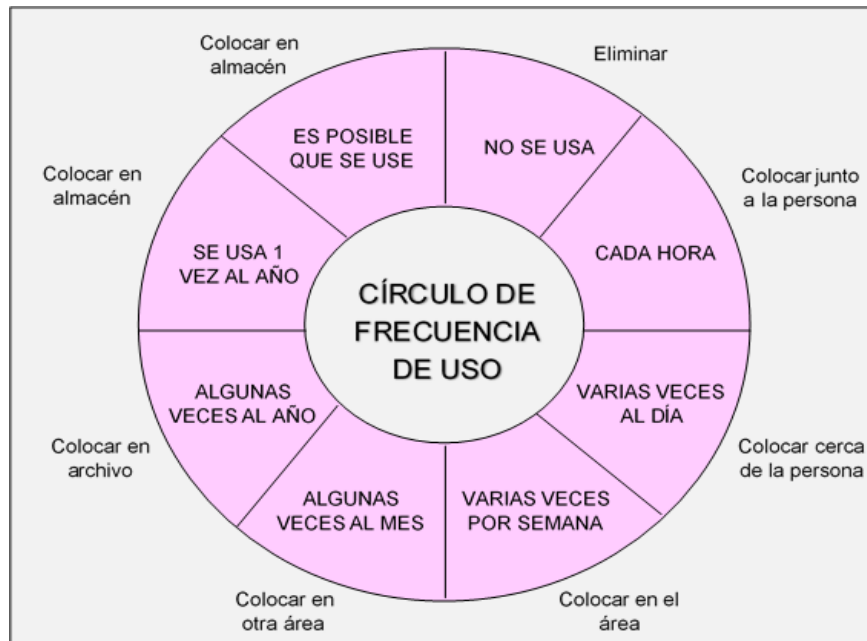 Colocar en
almacén
Eliminar
ES POSIBLE
QUE SE USE
NO SE USA
Colocar en
almacén
Colocar junto
a la persona
SE USA 1
VEZ AL AÑO
CADA HORA
CÍRCULO DE
FRECUENCIA
DE USO
ALGUNAS
VECES AL AÑO
VARIAS VECES
AL DÍA
Colocar en
archivo
Colocar cerca
de la persona
ALGUNAS
VECES AL MES
VARIAS VECES
POR SEMANA
Colocar en
otra área
Colocar en el
área